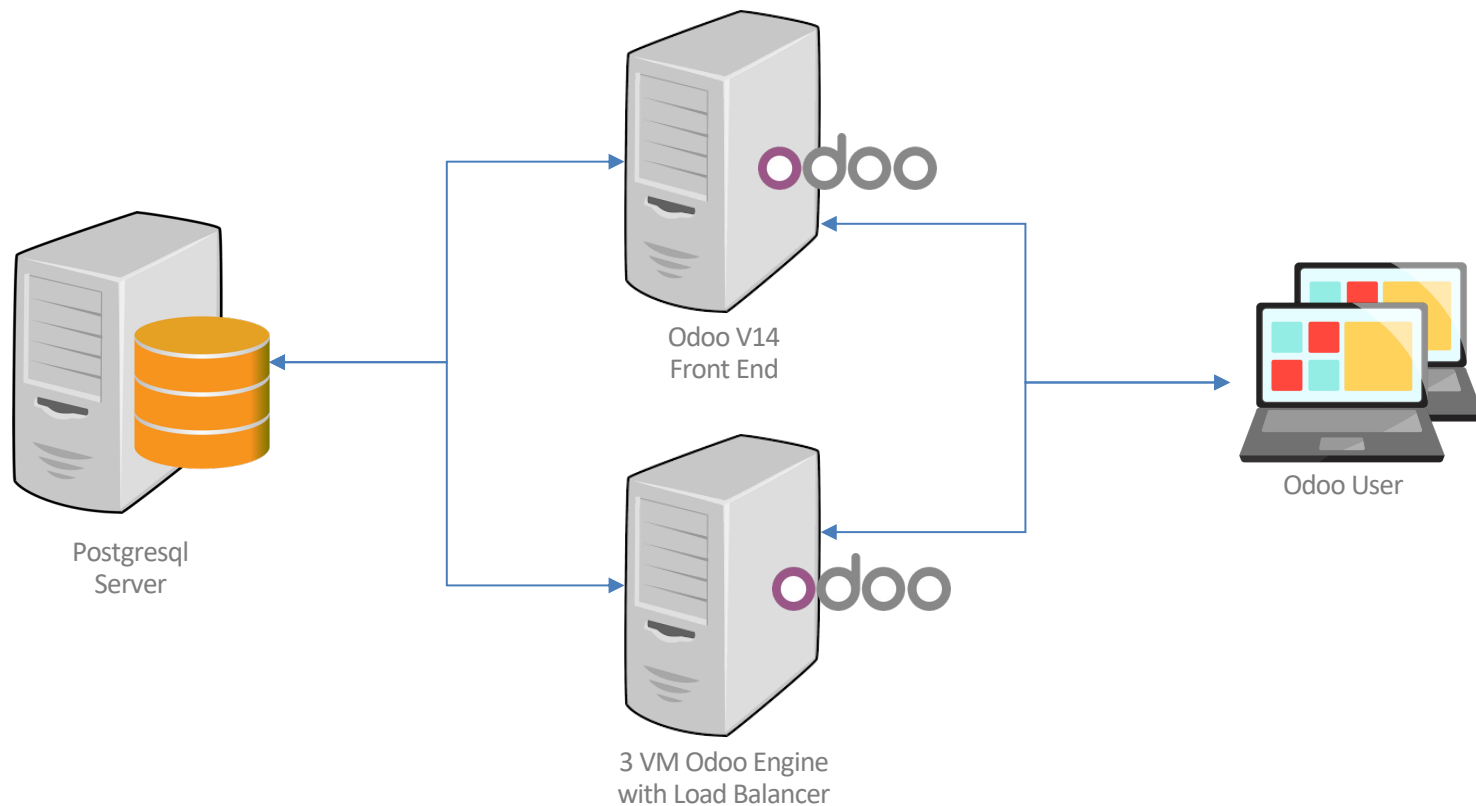 odoo
Odoo V14
Front End
Postgresql
Server
odoo
3 VM Odoo Engine
with Load Balancer
Odoo User